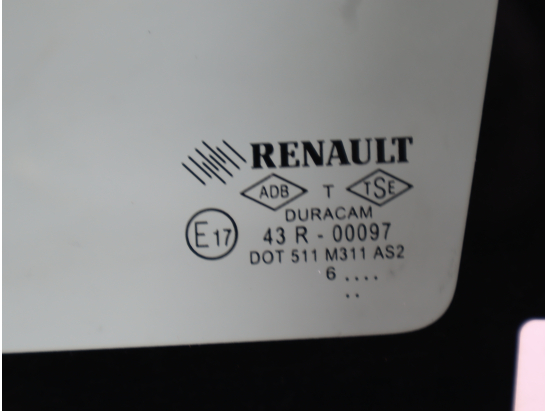 RENAULT
ADB T TSE
DURACAM
E17 43 R - 00097
DOT 511 M311 AS2
6 ....
..